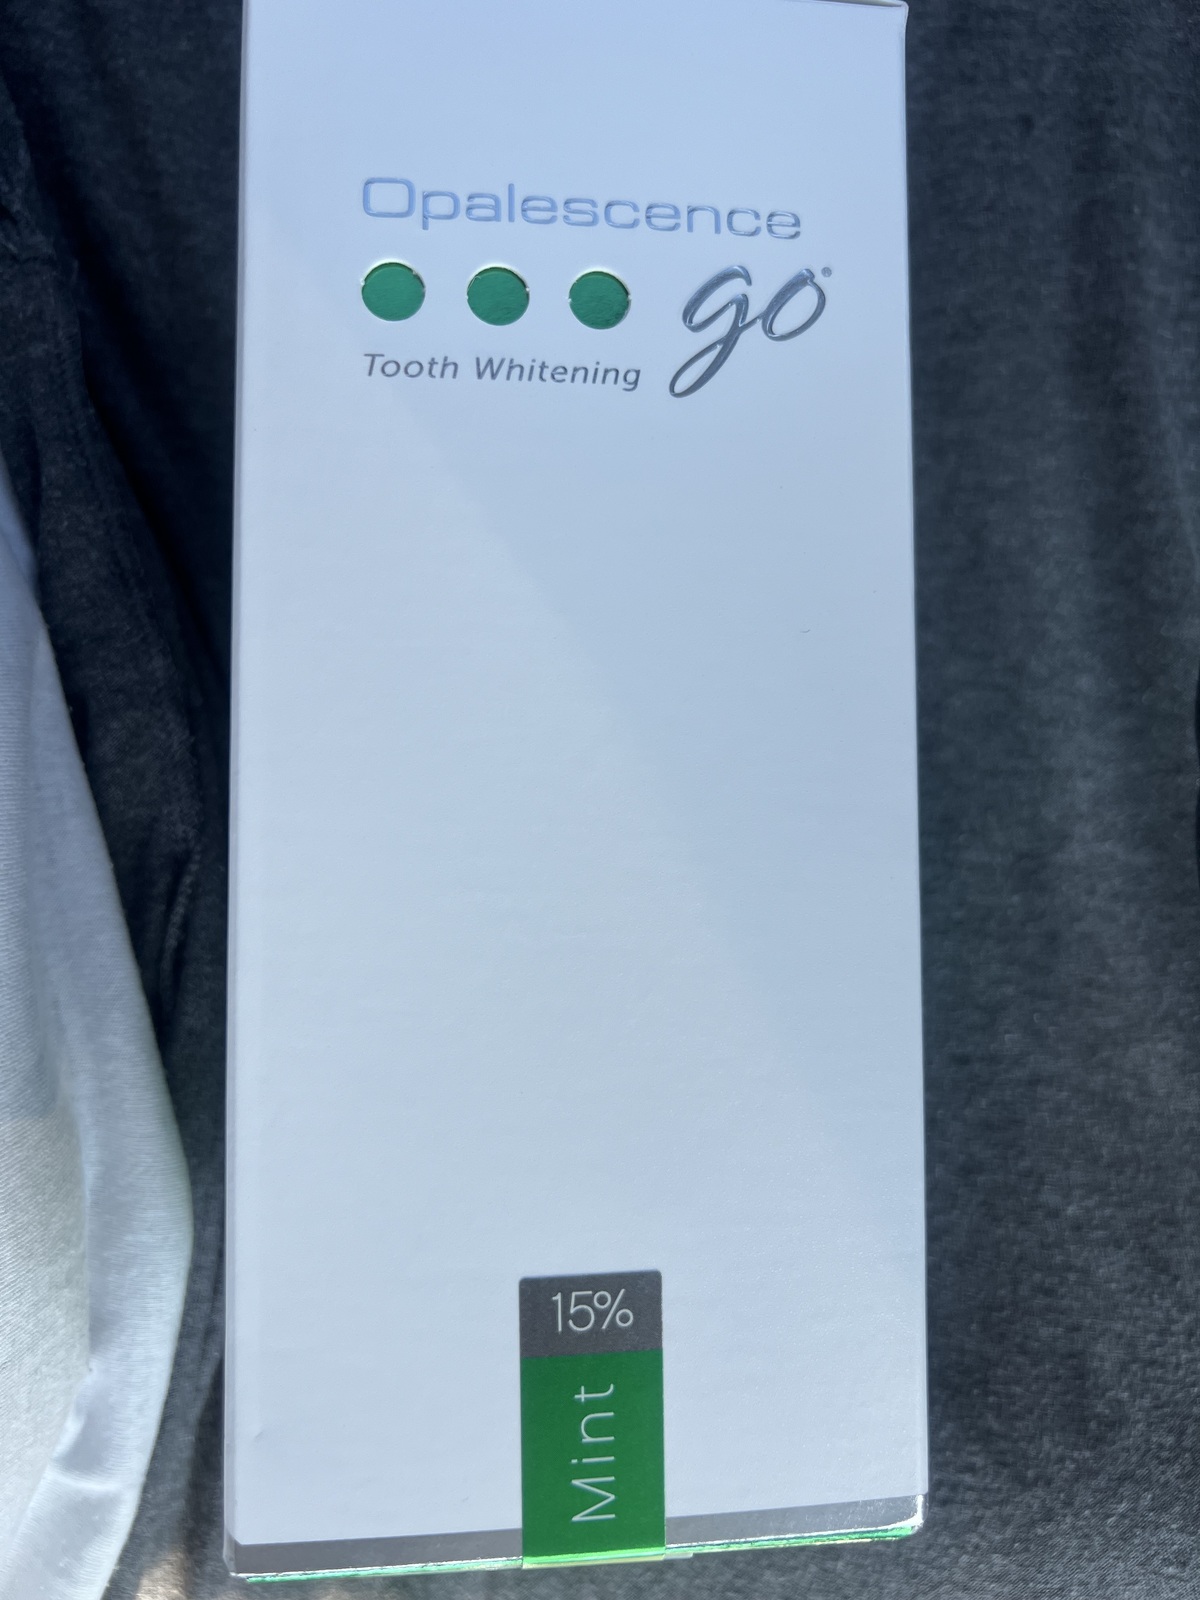 Opalescence
go®
Tooth Whitening
15%
Mint